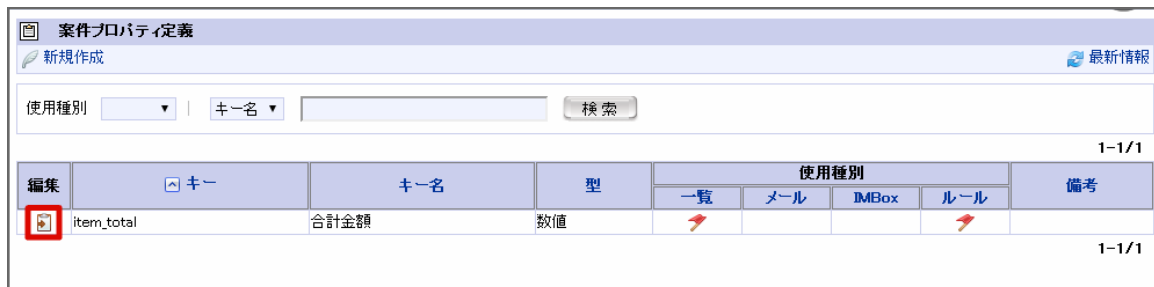 案件プロパティ定義
新規作成 最新情報
使用種別 キー名 検索
1-1/1
編集 キー キー名 型 使用種別 備考
一覧 メール IMBox ルール
item_total 合計金額 数値
1-1/1